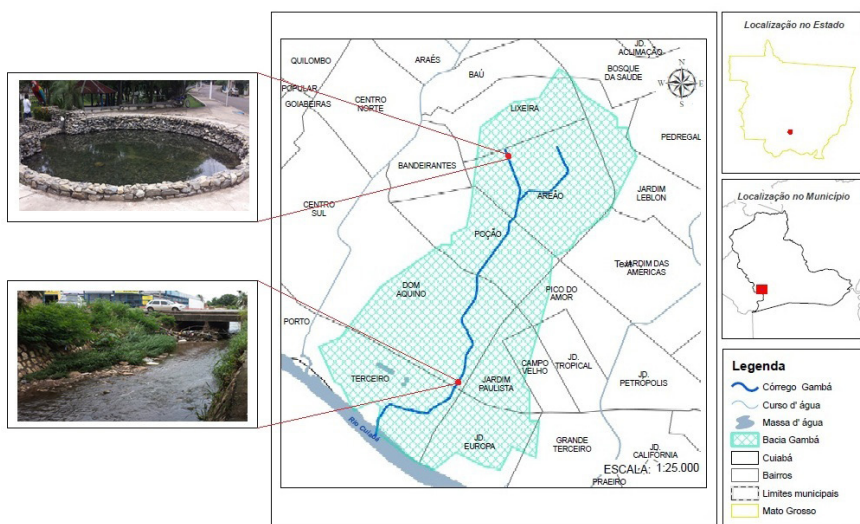 QUILOMBO
ARAÉS
JD.
ACLIMAÇÃO
BAÚ
BOSQUE
DA SAUDE
N
W
E
S
POPULAR
GOIABEIRAS
CENTRO
NORTE
LIXEIRA
PEDREGAL
BANDEIRANTES
CENTRO
SUL
AREÃO
JARDIM
LEBLON
POÇÃO
Text
JARDIM DAS
AMÉRICAS
DOM
AQUINO
PICO DO
AMOR
PORTO
TERCEIRO
JARDIM
PAULISTA
CAMPO
VELHO
JD.
TROPICAL
JD.
PETRÓPOLIS
Rio Cuiabá
JD.
EUROPA
GRANDE
TERCEIRO
JD.
CALIFORNIA
PRAEIRO
ESCALA: 1:25.000
Localização no Estado
Localização no Município
Legenda
Córrego Gambá
Curso d' água
Massa d' água
Bacia Gambá
Cuiabá
Bairros
Limites municipais
Mato Grosso